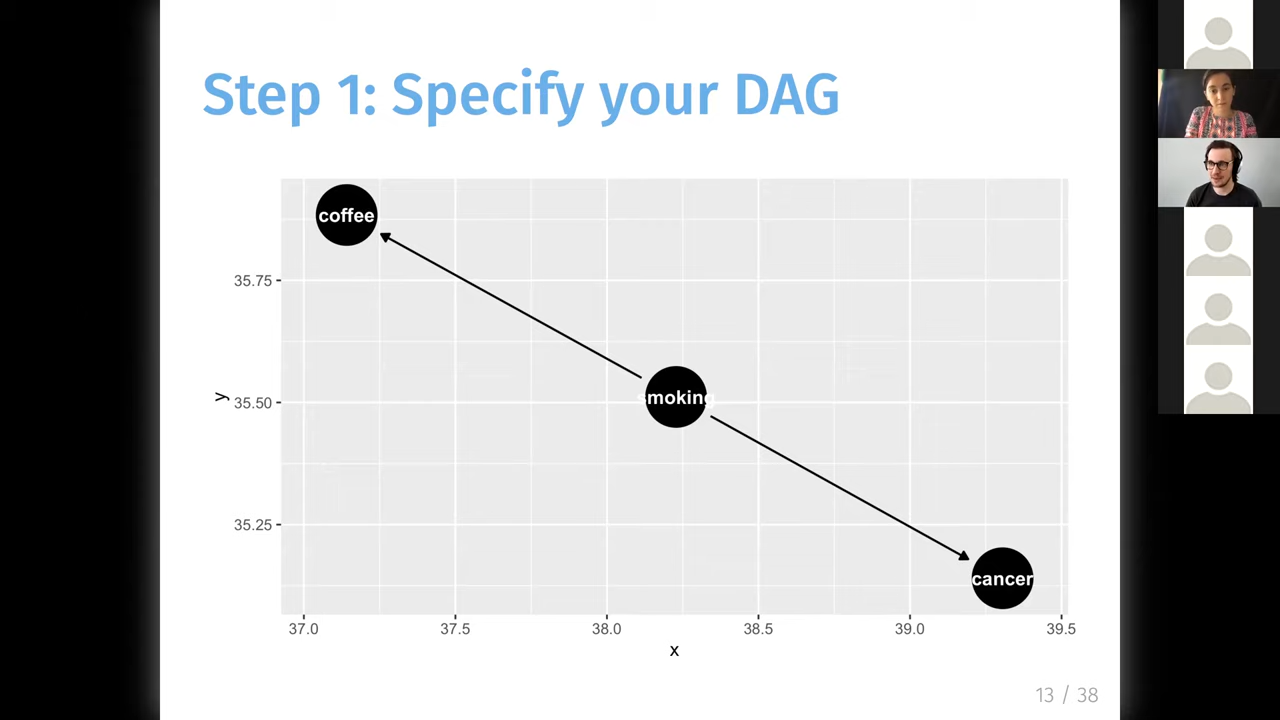 Step 1: Specify your DAG
coffee
35.75
smoking
y
35.50
35.25
cancer
37.0 37.5 38.0 38.5 39.0 39.5
x
13 / 38